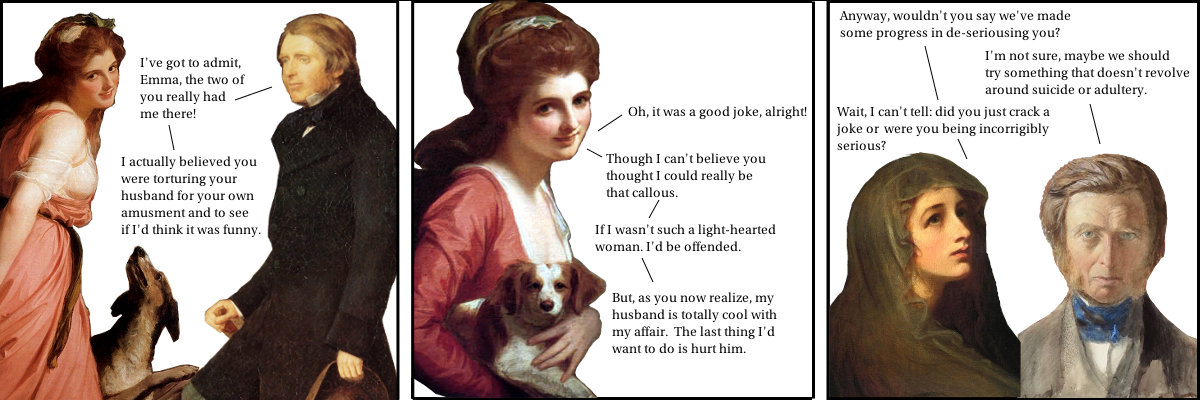 I've got to admit,
Emma, the two of
you really had
me there!
I actually believed you
were torturing your
husband for your own
amusment and to see
if I'd think it was funny.
Oh, it was a good joke, alright!
Though I can't believe you
thought I could really be
that callous.
If I wasn't such a light-hearted
woman. I'd be offended.
But, as you now realize, my
husband is totally cool with
my affair. The last thing I'd
want to do is hurt him.
Anyway, wouldn't you say we've made
some progress in de-seriousing you?
I'm not sure, maybe we should
try something that doesn't revolve
around suicide or adultery.
Wait, I can't tell: did you just crack a
joke or were you being incorrigibly
serious?